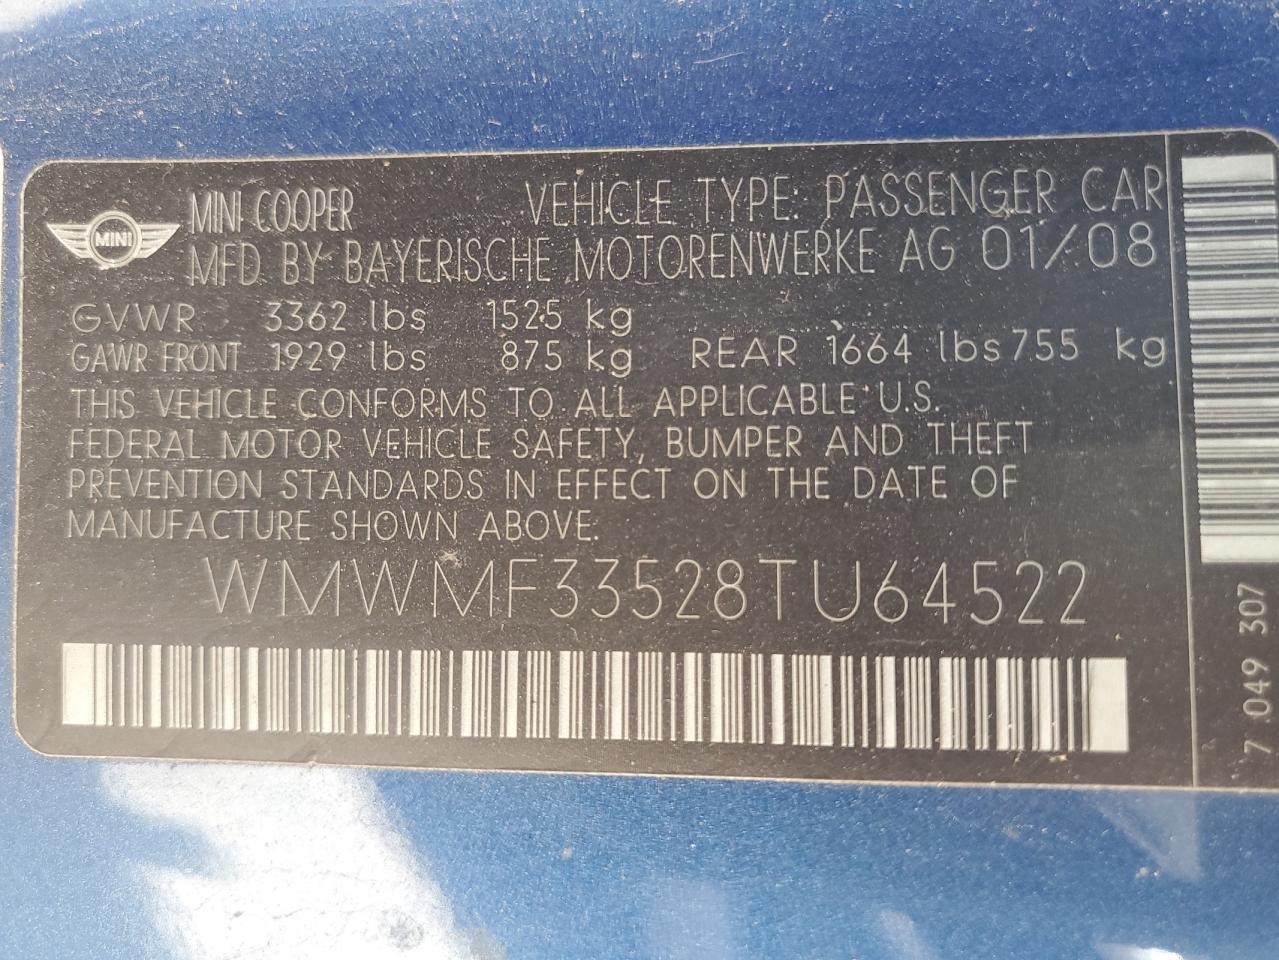 MINI
MINI COOPER
VEHICLE TYPE: PASSENGER CAR
MFD BY BAYERISCHE MOTORENWERKE AG 01/08
GVWR 3362 lbs 1525 kg
GAWR FRONT 1929 lbs 875 kg REAR 1664 lbs 755 kg
THIS VEHICLE CONFORMS TO ALL APPLICABLE U.S.
FEDERAL MOTOR VEHICLE SAFETY, BUMPER AND THEFT
PREVENTION STANDARDS IN EFFECT ON THE DATE OF
MANUFACTURE SHOWN ABOVE.
WMWMF33528TU64522
7 049 307